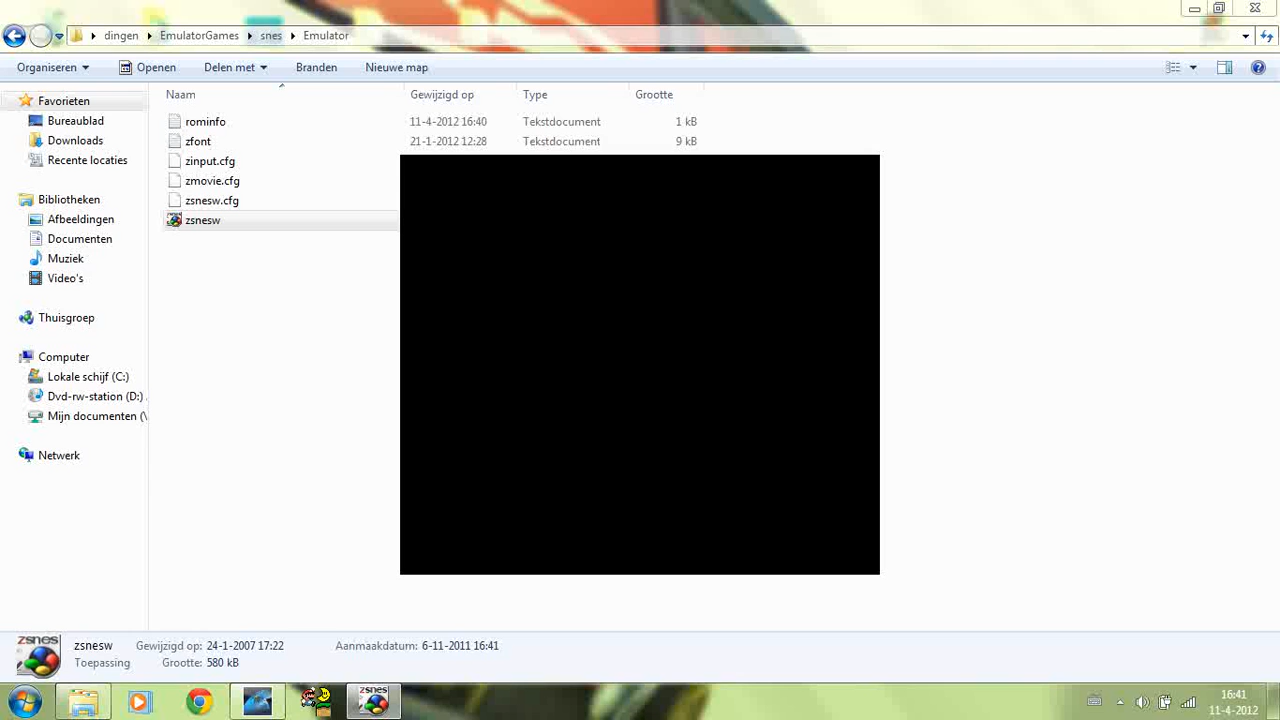 dingen EmulatorGames snes Emulator
Organiseren Openen Delen met Branden Nieuwe map
Naam Gewijzigd op Type Grootte
Favorieten
Bureaublad
Downloads
Recente locaties
Bibliotheken
Afbeeldingen
Documenten
Muziek
Video's
Thuisgroep
Computer
Lokale schijf (C:)
Dvd-rw-station (D:)
Mijn documenten (\
Netwerk
rominfo 11-4-2012 16:40 Tekstdocument 1 kB
zfont 21-1-2012 12:28 Tekstdocument 9 kB
zinput.cfg
zmovie.cfg
zsnesw.cfg
zsnesw
zsnes
zsnesw Gewijzigd op: 24-1-2007 17:22 Aanmaakdatum: 6-11-2011 16:41
Toepassing Grootte: 580 kB
zsnes
16:41
11-4-2012